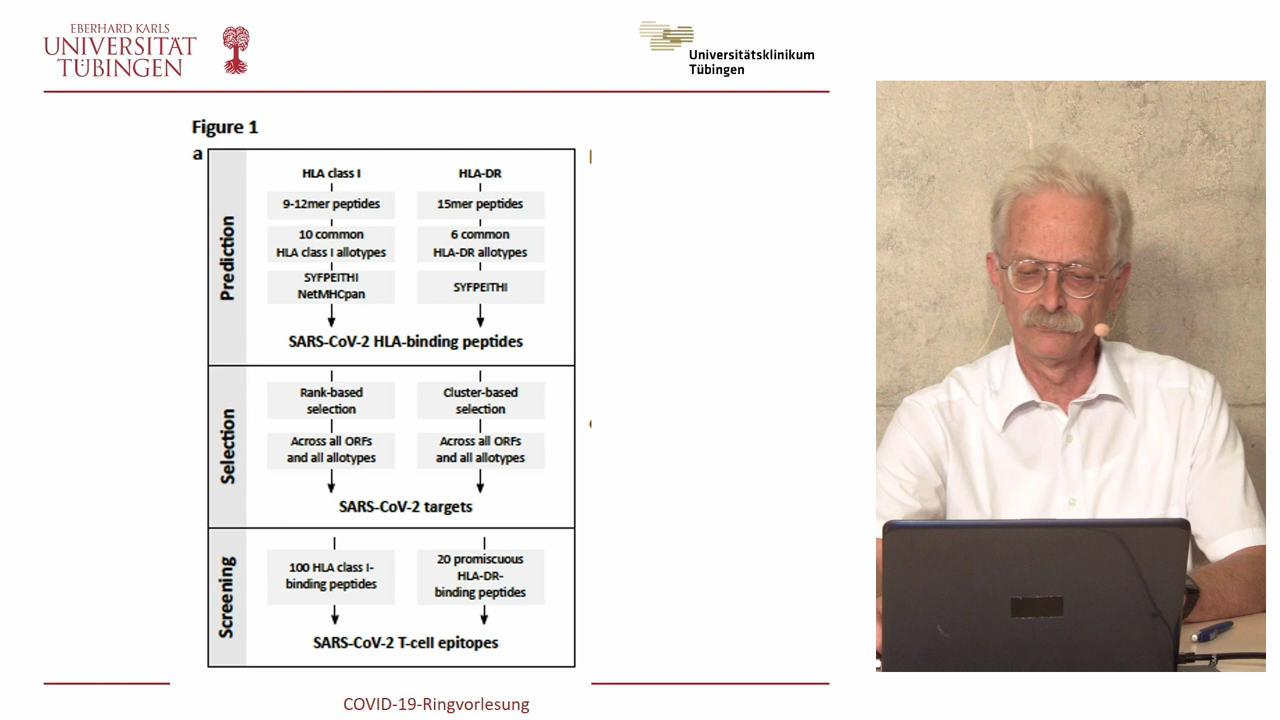 EBERHARD KARLS
UNIVERSITÄT
TÜBINGEN
Universitätsklinikum
Tübingen
Figure 1
a
Prediction
HLA class I
HLA-DR
9-12mer peptides
15mer peptides
10 common
HLA class I allotypes
6 common
HLA-DR allotypes
SYFPEITHI
NetMHCpan
SYFPEITHI
SARS-CoV-2 HLA-binding peptides
Selection
Rank-based
selection
Cluster-based
selection
Across all ORFs
and all allotypes
Across all ORFs
and all allotypes
SARS-CoV-2 targets
Screening
100 HLA class I-
binding peptides
20 promiscuous
HLA-DR-
binding peptides
SARS-CoV-2 T-cell epitopes
COVID-19-Ringvorlesung